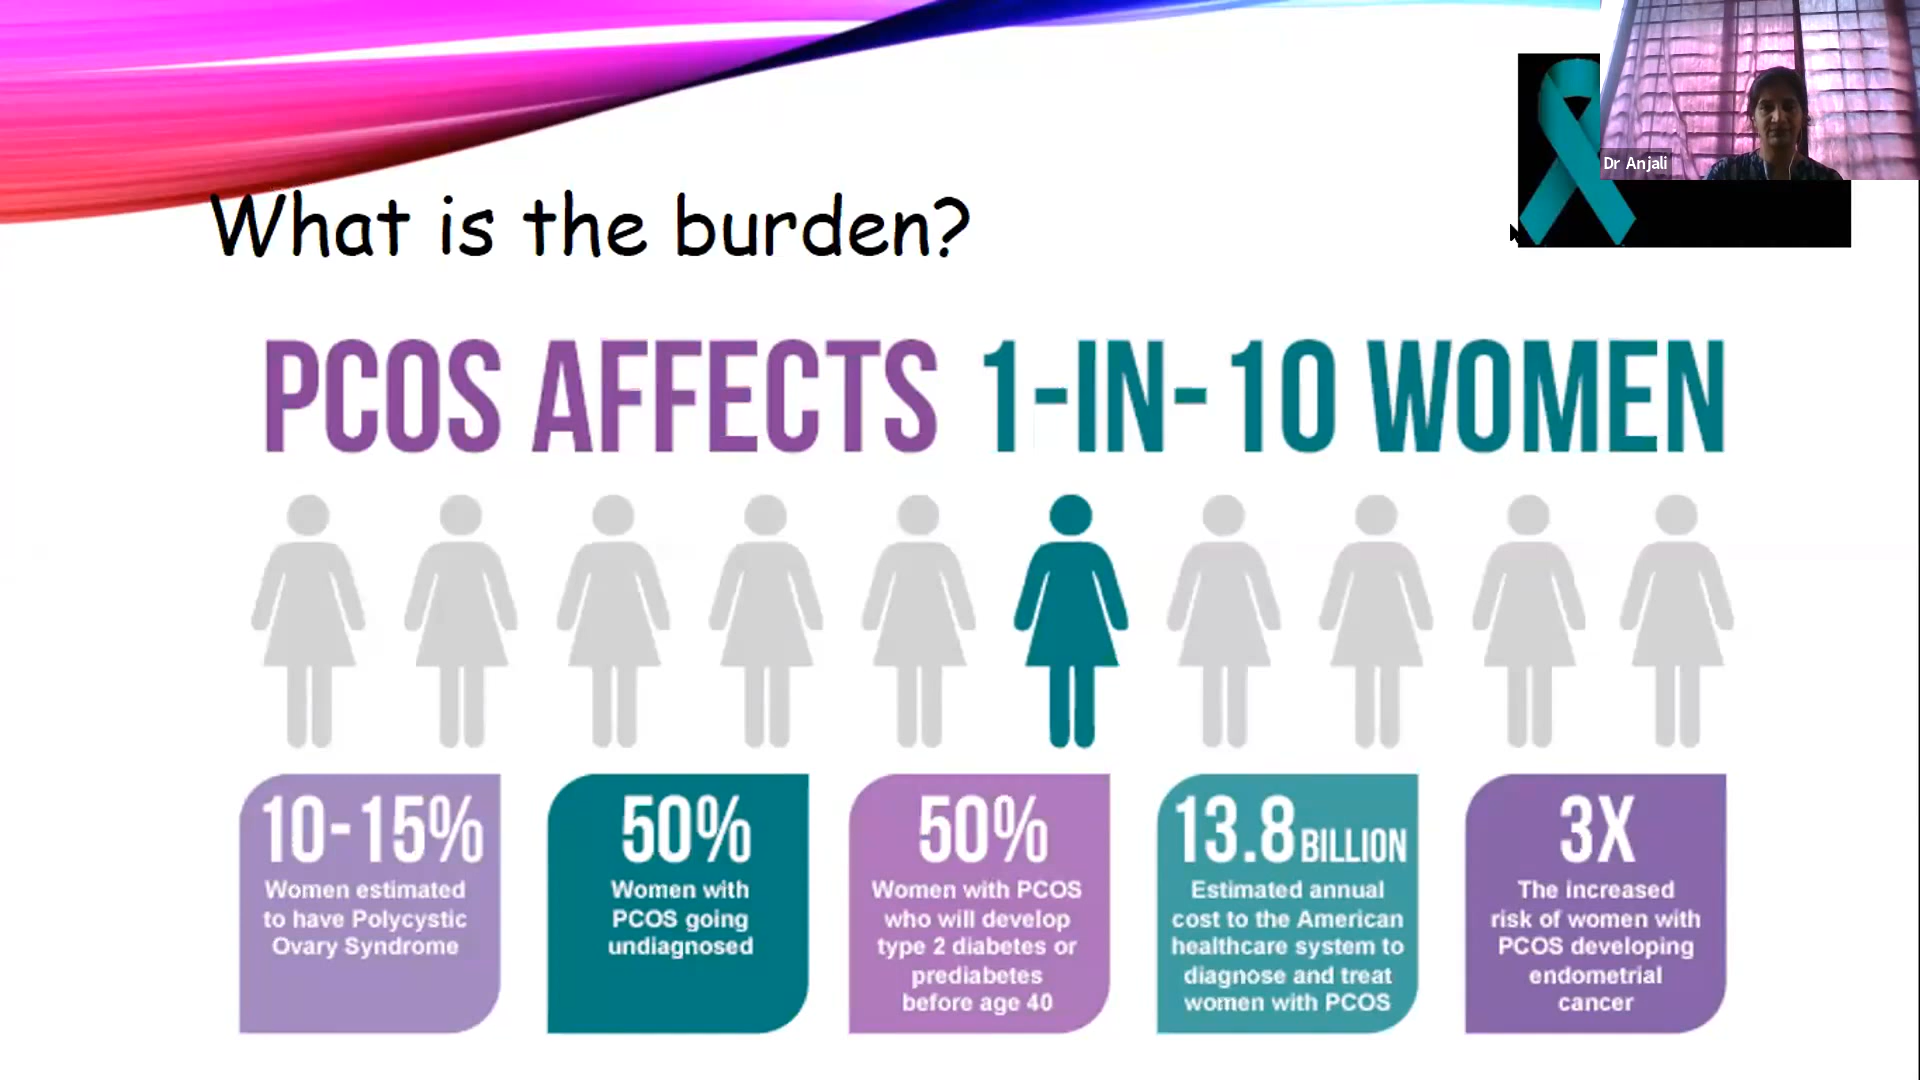 Dr Anjali
What is the burden?
PCOS AFFECTS 1-IN-10 WOMEN
10-15%
Women estimated
to have Polycystic
Ovary Syndrome
50%
Women with
PCOS going
undiagnosed
50%
Women with PCOS
who will develop
type 2 diabetes or
prediabetes
before age 40
13.8 BILLION
Estimated annual
cost to the American
healthcare system to
diagnose and treat
women with PCOS
3X
The increased
risk of women with
PCOS developing
endometrial
cancer